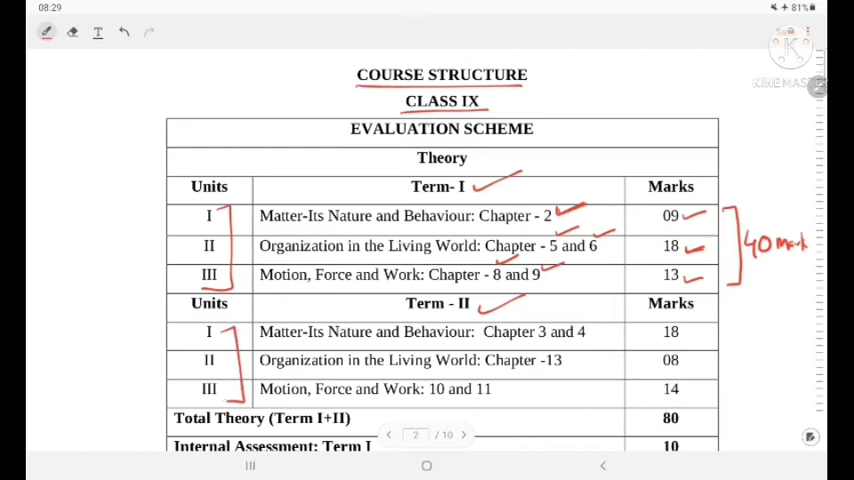 08:29
81%
T
Save
K
KINEMASTER
COURSE STRUCTURE
CLASS IX
EVALUATION SCHEME
Theory
Units Term- I Marks
I Matter-Its Nature and Behaviour: Chapter - 2 09
II Organization in the Living World: Chapter - 5 and 6 18
III Motion, Force and Work: Chapter - 8 and 9 13
40 mark
Units Term - II Marks
I Matter-Its Nature and Behaviour: Chapter 3 and 4 18
II Organization in the Living World: Chapter -13 08
III Motion, Force and Work: 10 and 11 14
Total Theory (Term I+II) 80
2 / 10
Internal Assessment: Term I 10